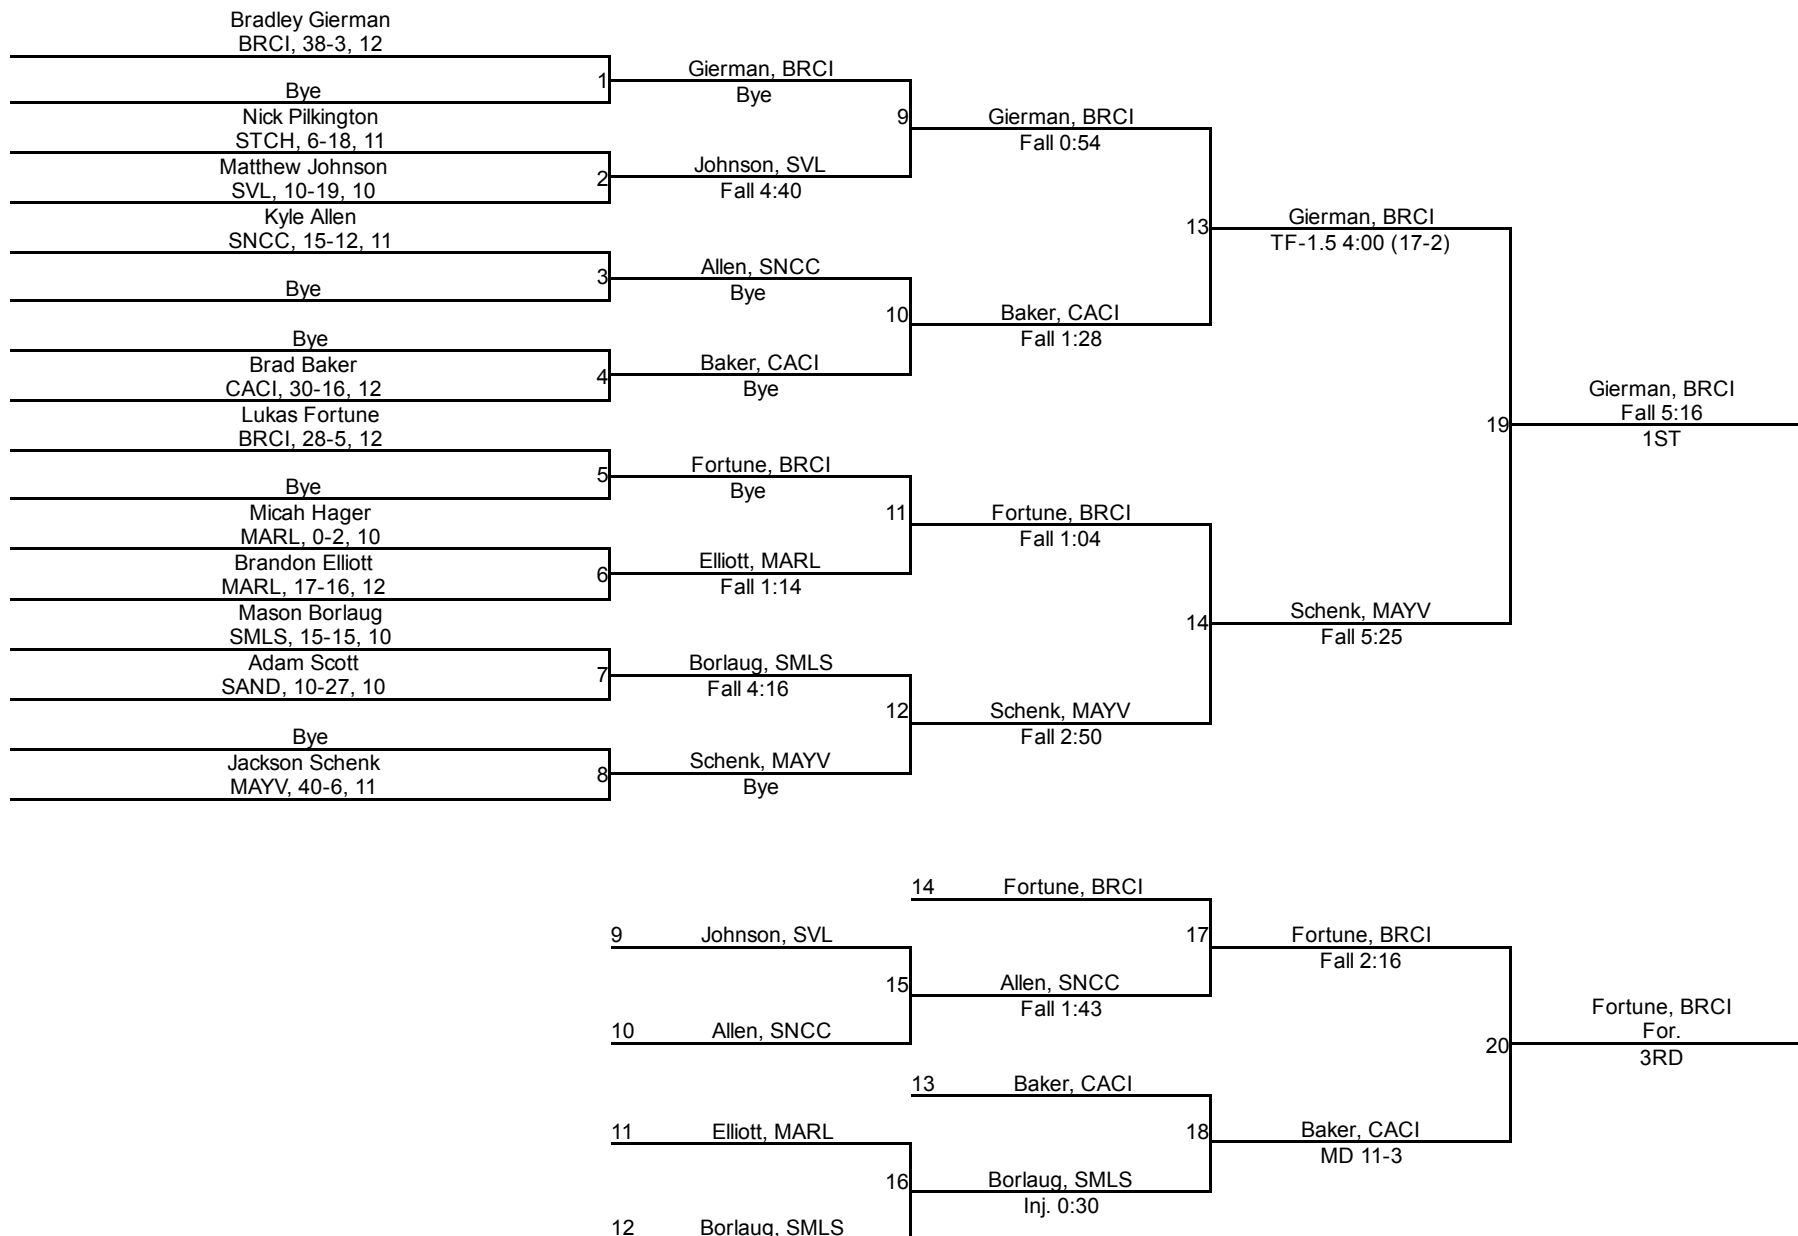 Bradley Gierman
BRCI, 38-3, 12
Bye
1
Nick Pilkington
STCH, 6-18, 11
Matthew Johnson
SVL, 10-19, 10
2
Kyle Allen
SNCC, 15-12, 11
Bye
3
Bye
Brad Baker
CACI, 30-16, 12
4
Lukas Fortune
BRCI, 28-5, 12
Bye
5
Micah Hager
MARL, 0-2, 10
Brandon Elliott
MARL, 17-16, 12
6
Mason Borlaug
SMLS, 15-15, 10
Adam Scott
SAND, 10-27, 10
7
Bye
Jackson Schenk
MAYV, 40-6, 11
8
Gierman, BRCI
Bye
9
Johnson, SVL
Fall 4:40
Allen, SNCC
Bye
10
Baker, CACI
Bye
Fortune, BRCI
Bye
11
Elliott, MARL
Fall 1:14
Borlaug, SMLS
Fall 4:16
12
Schenk, MAYV
Bye
Gierman, BRCI
Fall 0:54
13
Baker, CACI
Fall 1:28
Fortune, BRCI
Fall 1:04
14
Schenk, MAYV
Fall 2:50
Gierman, BRCI
TF-1.5 4:00 (17-2)
19
Schenk, MAYV
Fall 5:25
Gierman, BRCI
Fall 5:16
1ST
14 Fortune, BRCI
9 Johnson, SVL
17
15
Allen, SNCC
Fall 1:43
10 Allen, SNCC
13 Baker, CACI
11 Elliott, MARL
18
16
Borlaug, SMLS
Inj. 0:30
12 Borlaug, SMLS
Fortune, BRCI
Fall 2:16
20
Baker, CACI
MD 11-3
Fortune, BRCI
For.
3RD